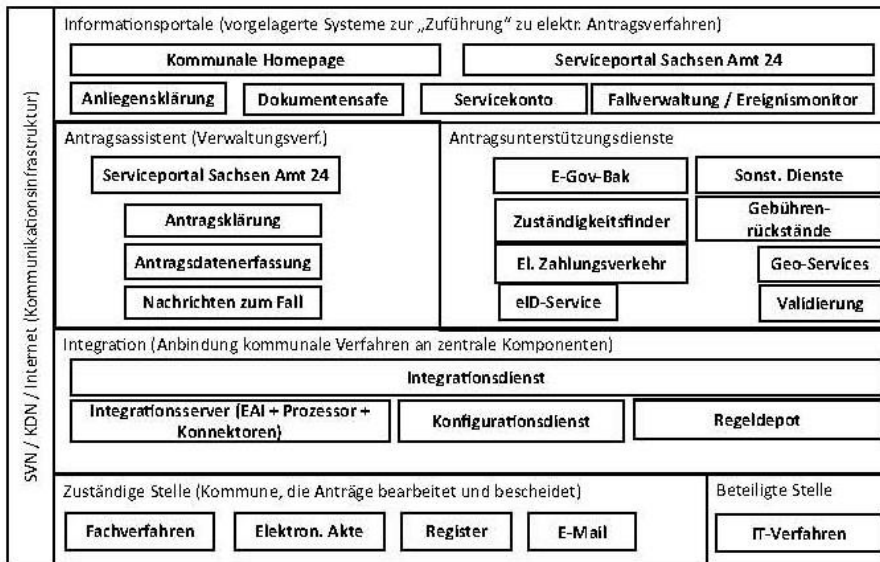 SVN / KDN / Internet (Kommunikationsinfrastruktur)
Informationsportale (vorgelagerte Systeme zur „Zuführung“ zu elektr. Antragsverfahren)
Kommunale Homepage
Serviceportal Sachsen Amt 24
Anliegensklärung
Dokumentensafe
Servicekonto
Fallverwaltung / Ereignismonitor
Antragsassistent (Verwaltungsverf.)
Serviceportal Sachsen Amt 24
Antragsklärung
Antragsdatenerfassung
Nachrichten zum Fall
Antragsunterstützungsdienste
E-Gov-Bak
Sonst. Dienste
Zuständigkeitsfinder
Gebühren-
rückstände
El. Zahlungsverkehr
Geo-Services
eID-Service
Validierung
Integration (Anbindung kommunale Verfahren an zentrale Komponenten)
Integrationsdienst
Integrationsserver (EAI + Prozessor +
Konnektoren)
Konfigurationsdienst
Regeldepot
Zuständige Stelle (Kommune, die Anträge bearbeitet und bescheidet)
Fachverfahren
Elektron. Akte
Register
E-Mail
Beteiligte Stelle
IT-Verfahren